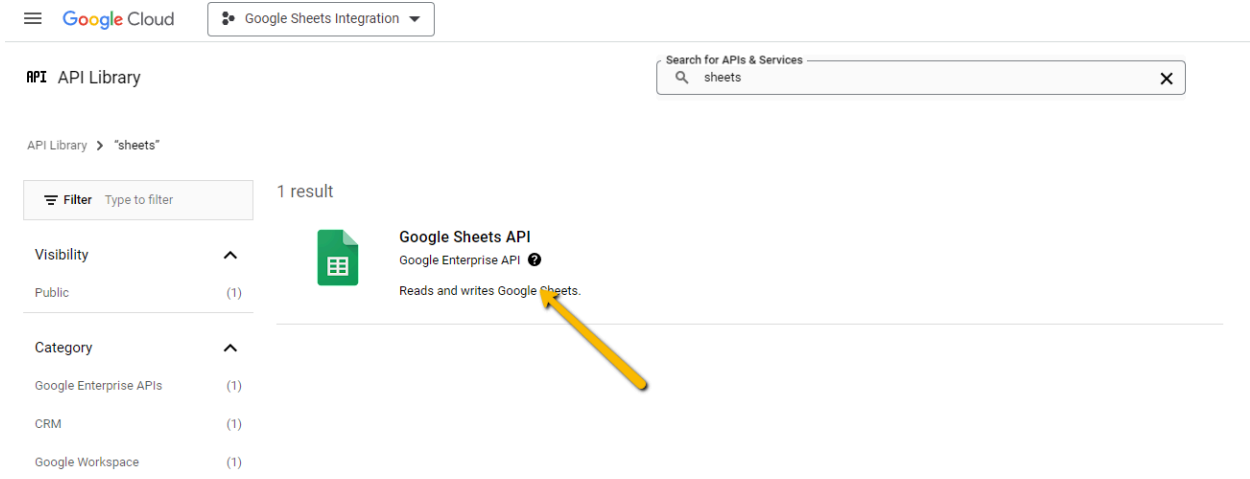 Google Cloud
Google Sheets Integration
API API Library
Search for APIs & Services
sheets
API Library > "sheets"
Filter Type to filter
1 result
Visibility
Public (1)
Category
Google Enterprise APIs (1)
CRM (1)
Google Workspace (1)
Google Sheets API
Google Enterprise API ?
Reads and writes Google Sheets.